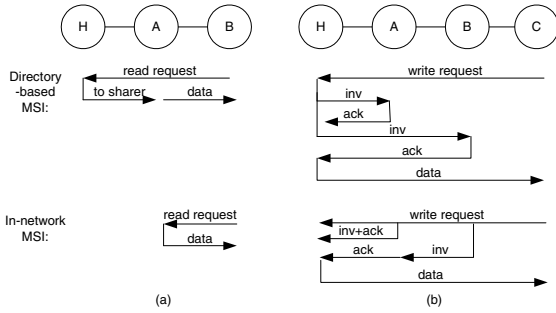 H A B H A B C
Directory read request write request
-based to sharer data inv
MSI: ack
inv
ack
data
In-network read request write request
MSI: data inv+ack
ack inv
data
(a) (b)